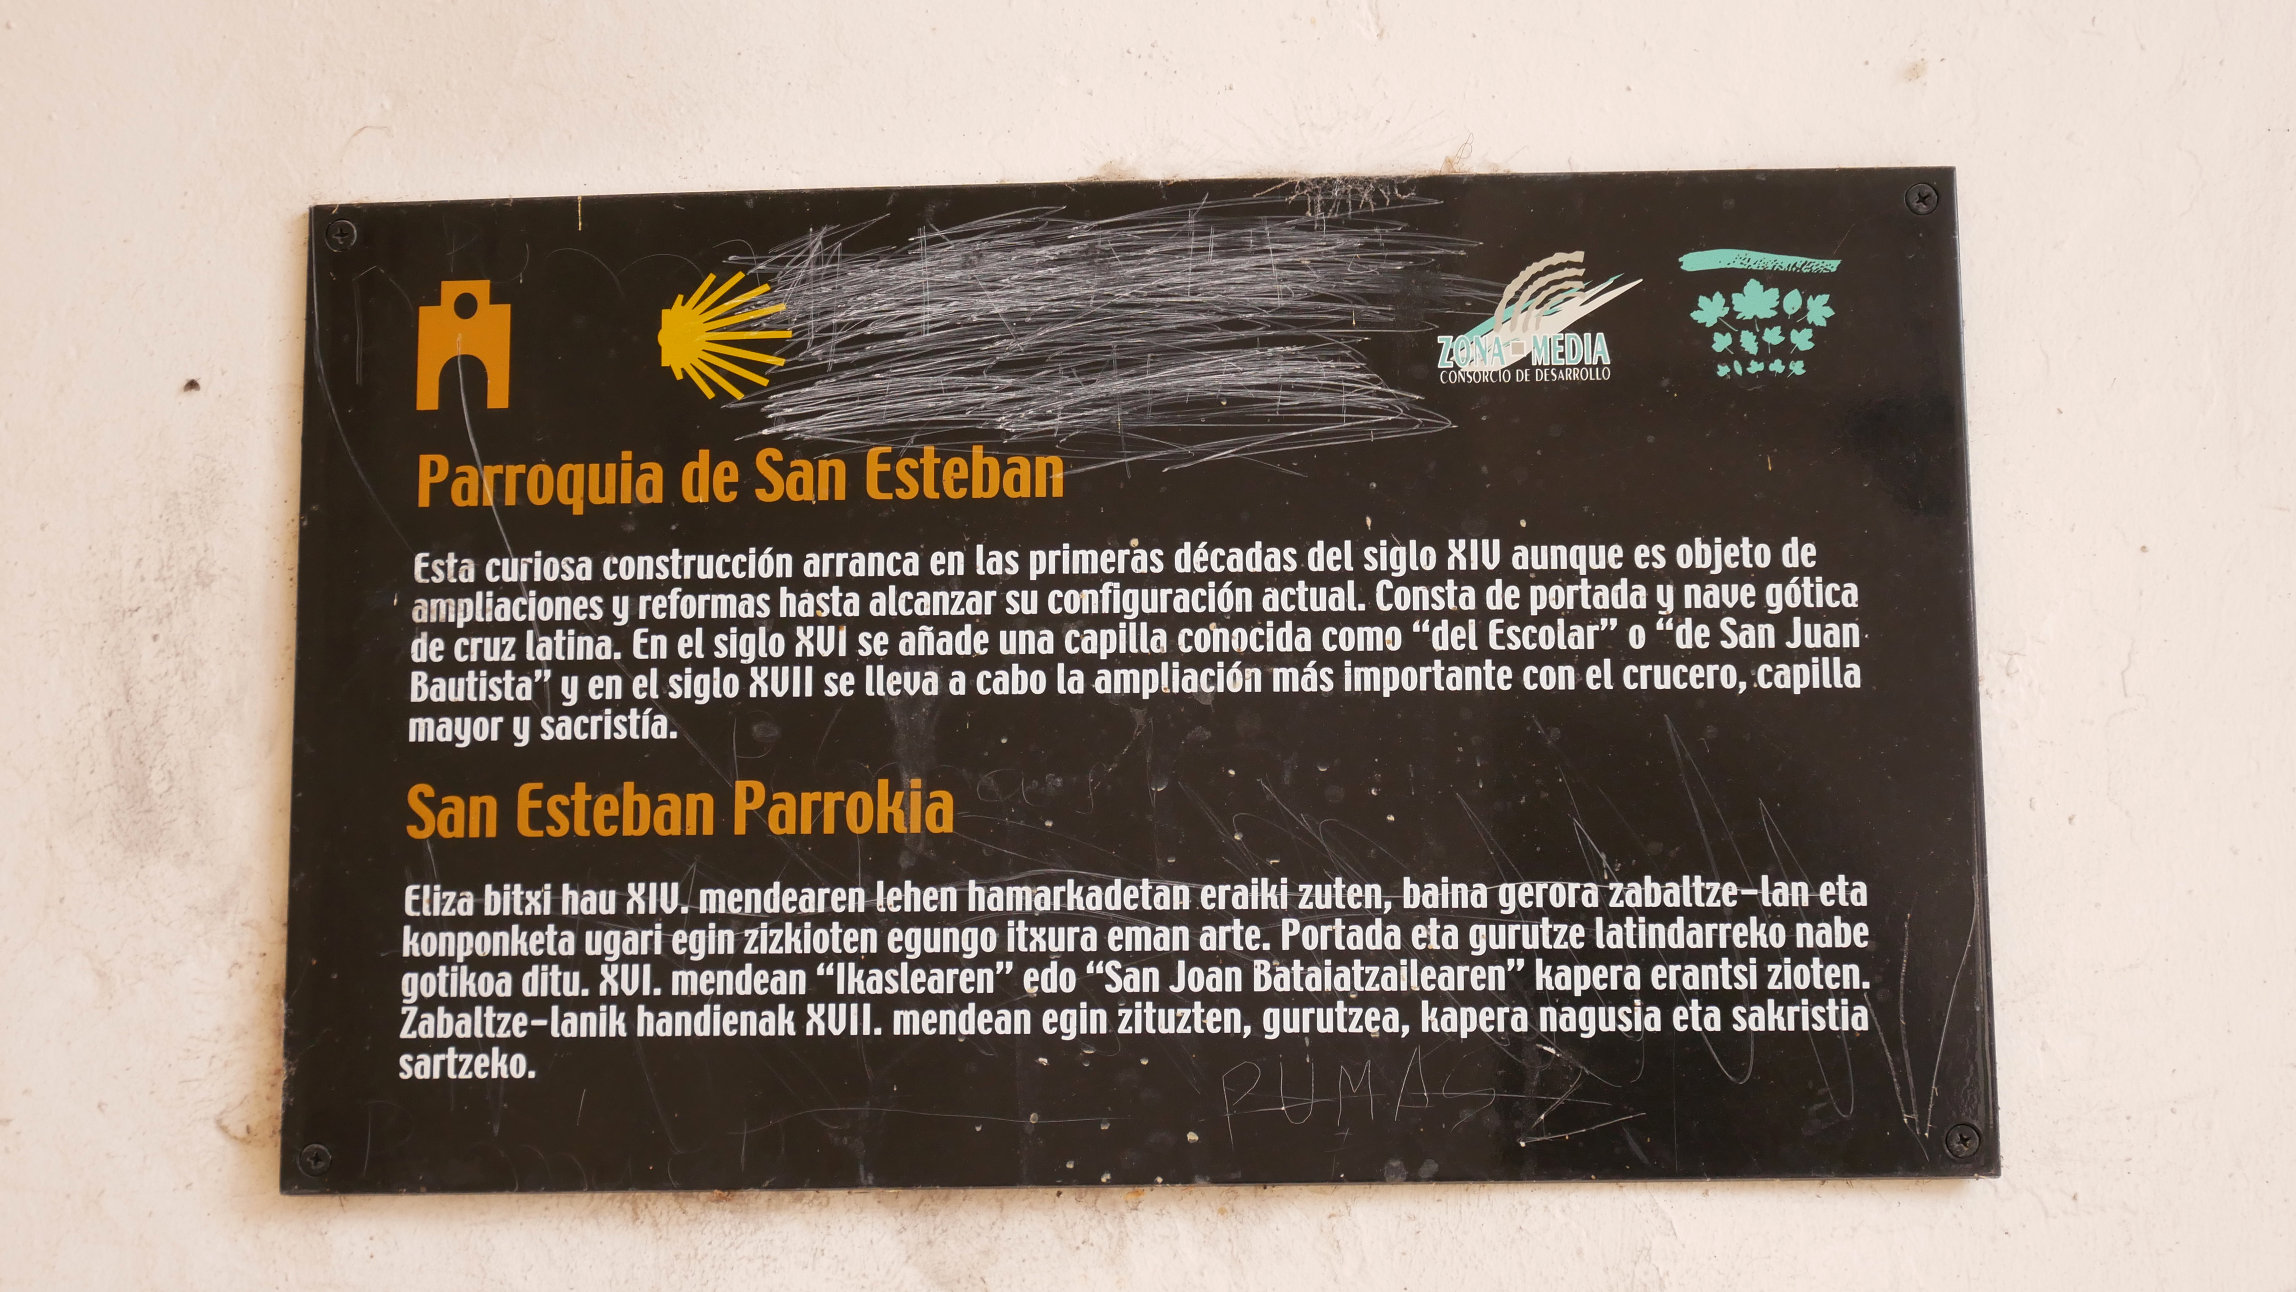 ZONA MEDIA
CONSORCIO DE DESARROLLO
Parroquia de San Esteban
Esta curiosa construcción arranca en las primeras décadas del siglo XIV aunque es objeto de
ampliaciones y reformas hasta alcanzar su configuración actual. Consta de portada y nave gótica
de cruz latina. En el siglo XVI se añade una capilla conocida como “del Escolar” o “de San Juan
Bautista” y en el siglo XVII se lleva a cabo la ampliación más importante con el crucero, capilla
mayor y sacristía.
San Esteban Parrokia
Eliza bitxi hau XIV. mendearen lehen hamarkadetan eraiki zuten, baina gerora zabaltze-lan eta
konponketa ugari egin zizkioten egungo itxura eman arte. Portada eta gurutze latindarreko nabe
gotikoa ditu. XVI. mendean “Ikaslearen” edo “San Joan Bataiatzailearen” kapera erantsi zioten.
Zabaltze-lanik handienak XVII. mendean egin zituzten, gurutzea, kapera nagusia eta sakristia
sartzeko.
PUMAS